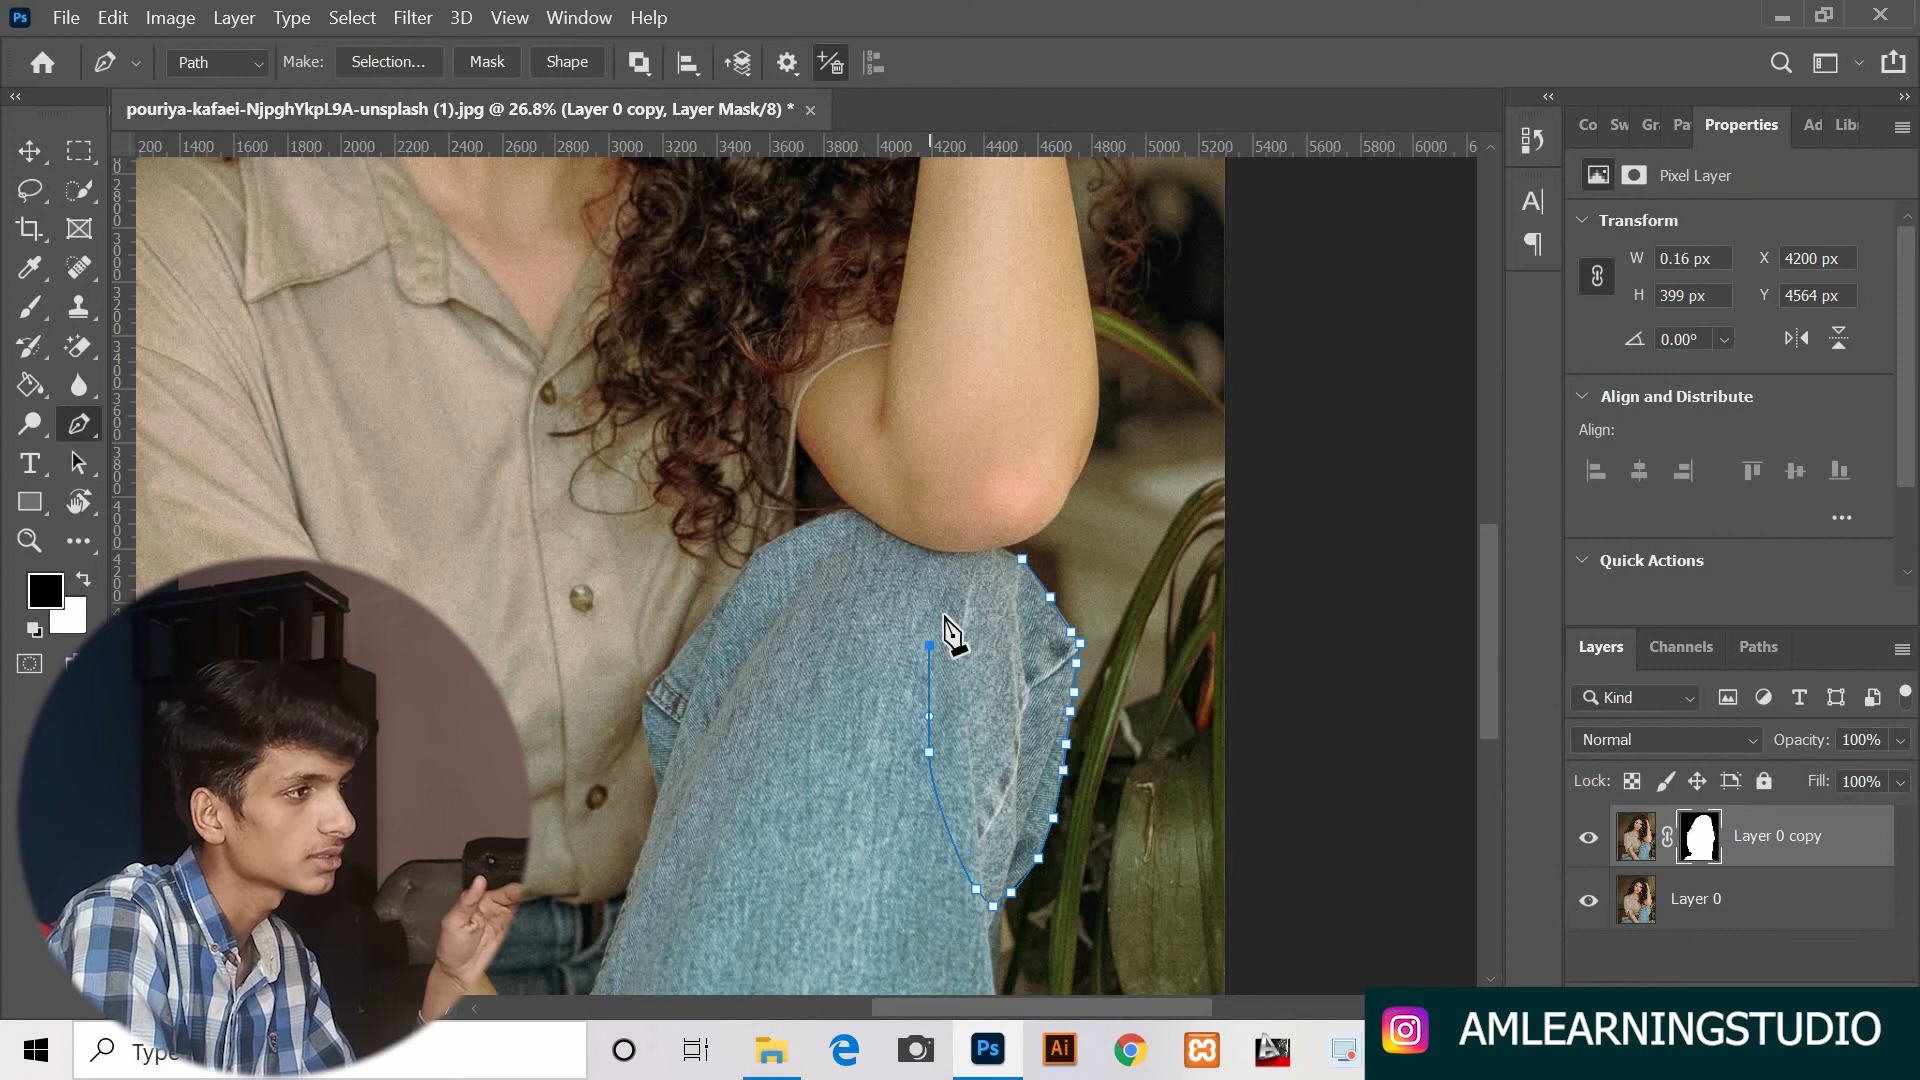 Ps File Edit Image Layer Type Select Filter 3D View Window Help
Path Make: Selection... Mask Shape
pouriya-kafaei-NjpghYkpL9A-unsplash (1).jpg @ 26.8% (Layer 0 copy, Layer Mask/8) *
200 1400 1600 1800 2000 2200 2400 2600 2800 3000 3200 3400 3600 3800 4000 4200 4400 4600 4800 5000 5200 5400 5600 5800 6000 6
Co Sw Gr Pa Properties Ad Lib
Pixel Layer
Transform
W 0.16 px X 4200 px
H 399 px Y 4564 px
0.00°
Align and Distribute
Align:
Quick Actions
Layers Channels Paths
Kind
Normal Opacity: 100%
Lock: Fill: 100%
Layer 0 copy
Layer 0
AMLEARNINGSTUDIO
Type
Ps Ai